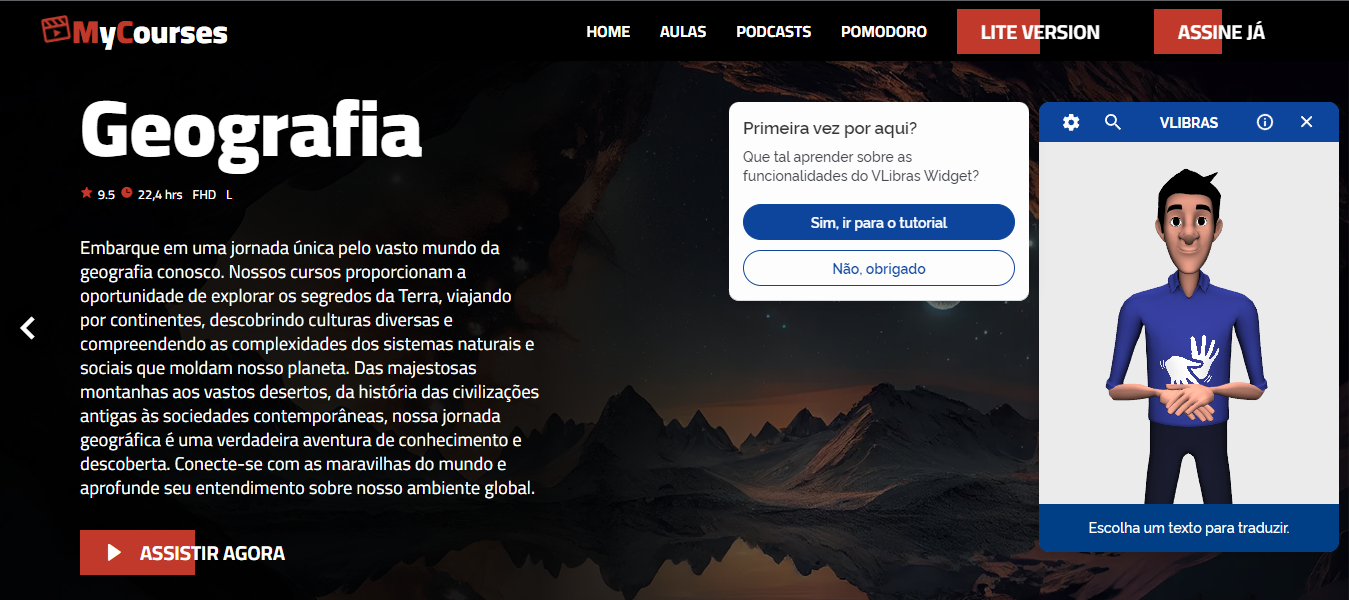 MyCourses
HOME AULAS PODCASTS POMODORO LITE VERSION ASSINE JÁ
Geografia
9.5 22,4 hrs FHD L
Embarque em uma jornada única pelo vasto mundo da
geografia conosco. Nossos cursos proporcionam a
oportunidade de explorar os segredos da Terra, viajando
por continentes, descobrindo culturas diversas e
compreendendo as complexidades dos sistemas naturais e
sociais que moldam nosso planeta. Das majestosas
montanhas aos vastos desertos, da história das civilizações
antigas às sociedades contemporâneas, nossa jornada
geográfica é uma verdadeira aventura de conhecimento e
descoberta. Conecte-se com as maravilhas do mundo e
aprofunde seu entendimento sobre nosso ambiente global.
ASSISTIR AGORA
Primeira vez por aqui?
Que tal aprender sobre as
funcionalidades do VLibras Widget?
Sim, ir para o tutorial
Não, obrigado
VLIBRAS
Escolha um texto para traduzir.